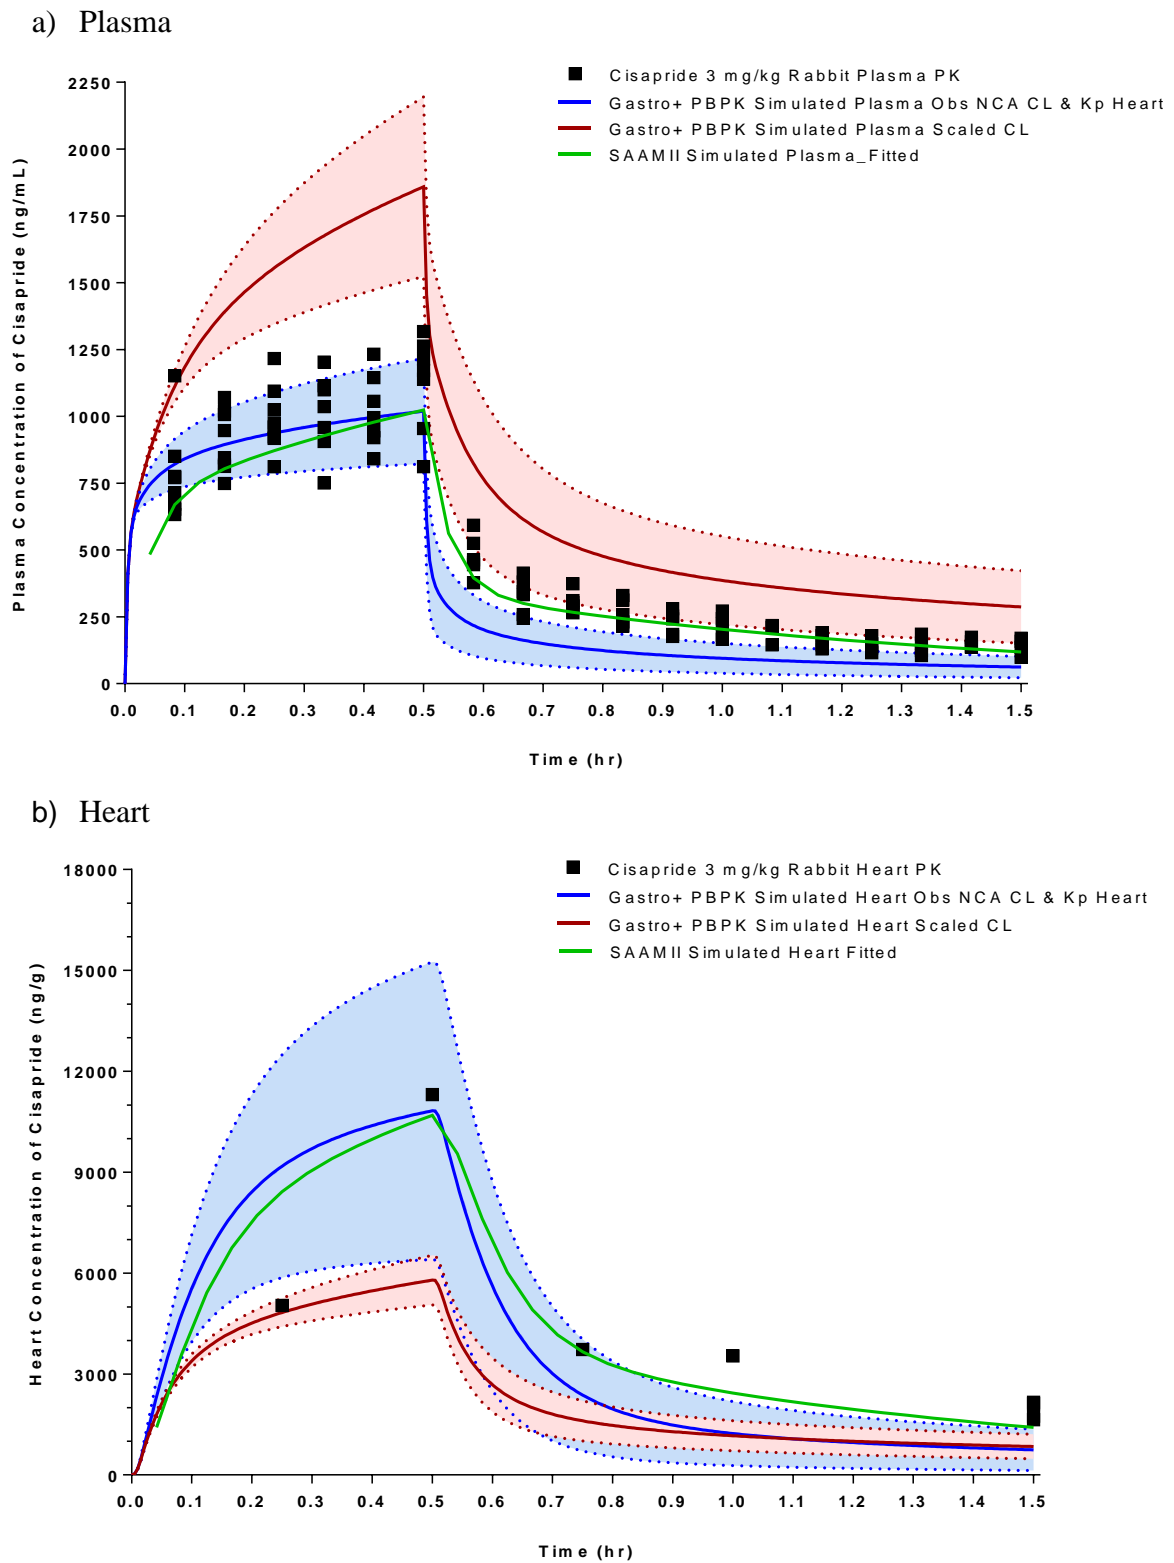 a) Plasma
Cisapride 3 mg/kg Rabbit Plasma PK
Gastro+ PBPK Simulated Plasma Obs NCA CL & Kp Heart
Gastro+ PBPK Simulated Plasma Scaled CL
SAAMII Simulated Plasma_Fitted
Plasma Concentration of Cisapride (ng/mL)
2250
2000
1750
1500
1250
1000
750
500
250
0
0.0 0.1 0.2 0.3 0.4 0.5 0.6 0.7 0.8 0.9 1.0 1.1 1.2 1.3 1.4 1.5
Time (hr)
b) Heart
Cisapride 3 mg/kg Rabbit Heart PK
Gastro+ PBPK Simulated Heart Obs NCA CL & Kp Heart
Gastro+ PBPK Simulated Heart Scaled CL
SAAMII Simulated Heart Fitted
Heart Concentration of Cisapride (ng/g)
18000
15000
12000
9000
6000
3000
0
0.0 0.1 0.2 0.3 0.4 0.5 0.6 0.7 0.8 0.9 1.0 1.1 1.2 1.3 1.4 1.5
Time (hr)